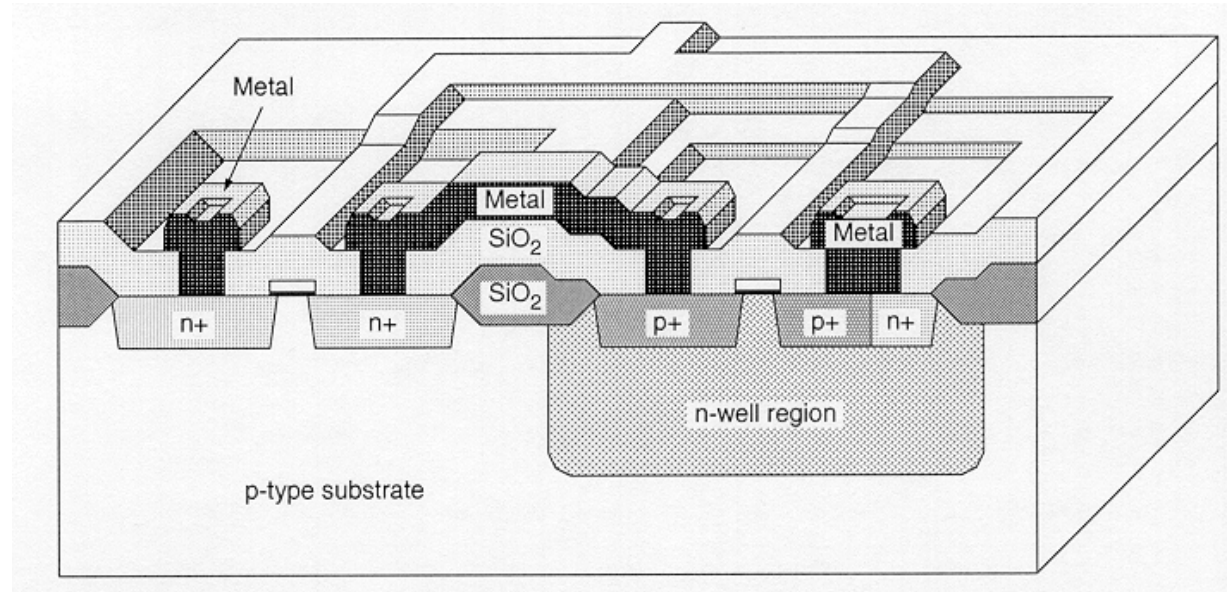 Metal
Metal
Metal
SiO2
SiO2
n+
n+
p+
p+
n+
n-well region
p-type substrate